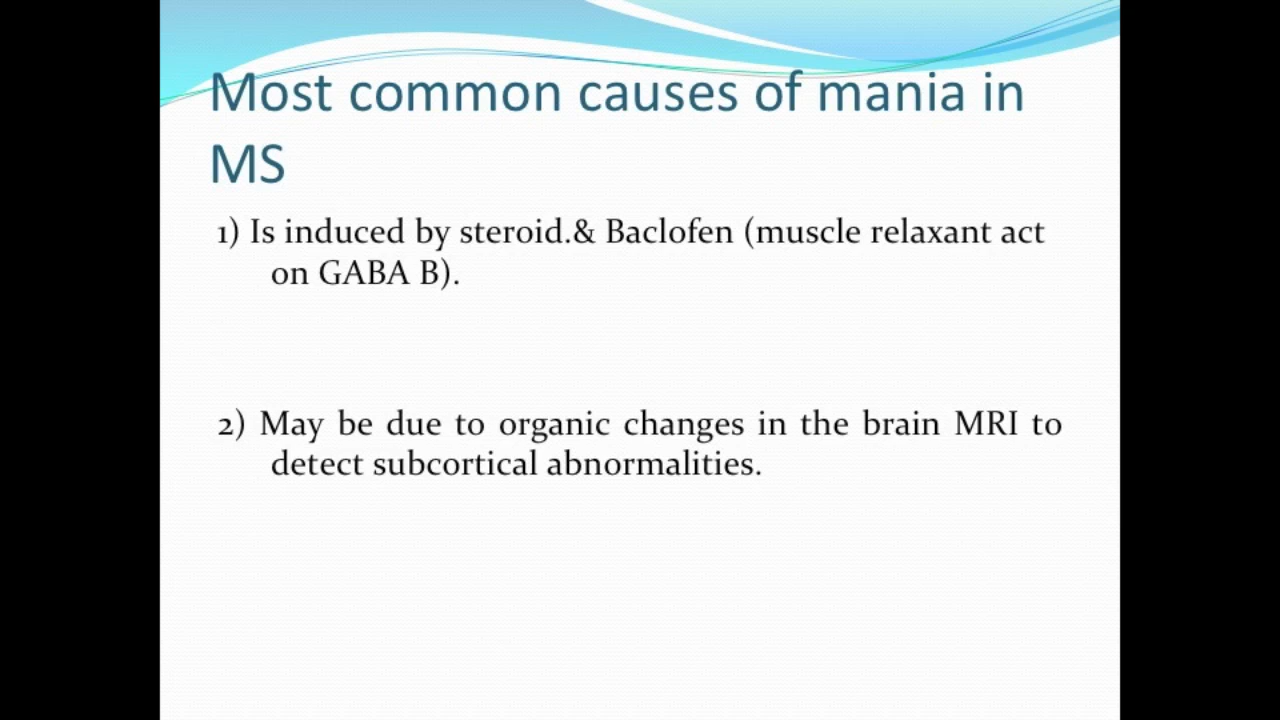 Most common causes of mania in
MS
1) Is induced by steroid.& Baclofen (muscle relaxant act
on GABA B).
2) May be due to organic changes in the brain MRI to
detect subcortical abnormalities.